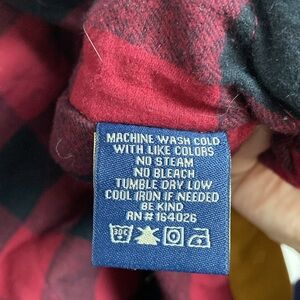 MACHINE WASH COLD
WITH LIKE COLORS
NO STEAM
NO BLEACH
TUMBLE DRY LOW
COOL IRON IF NEEDED
BE KIND
RN # 164026
30C